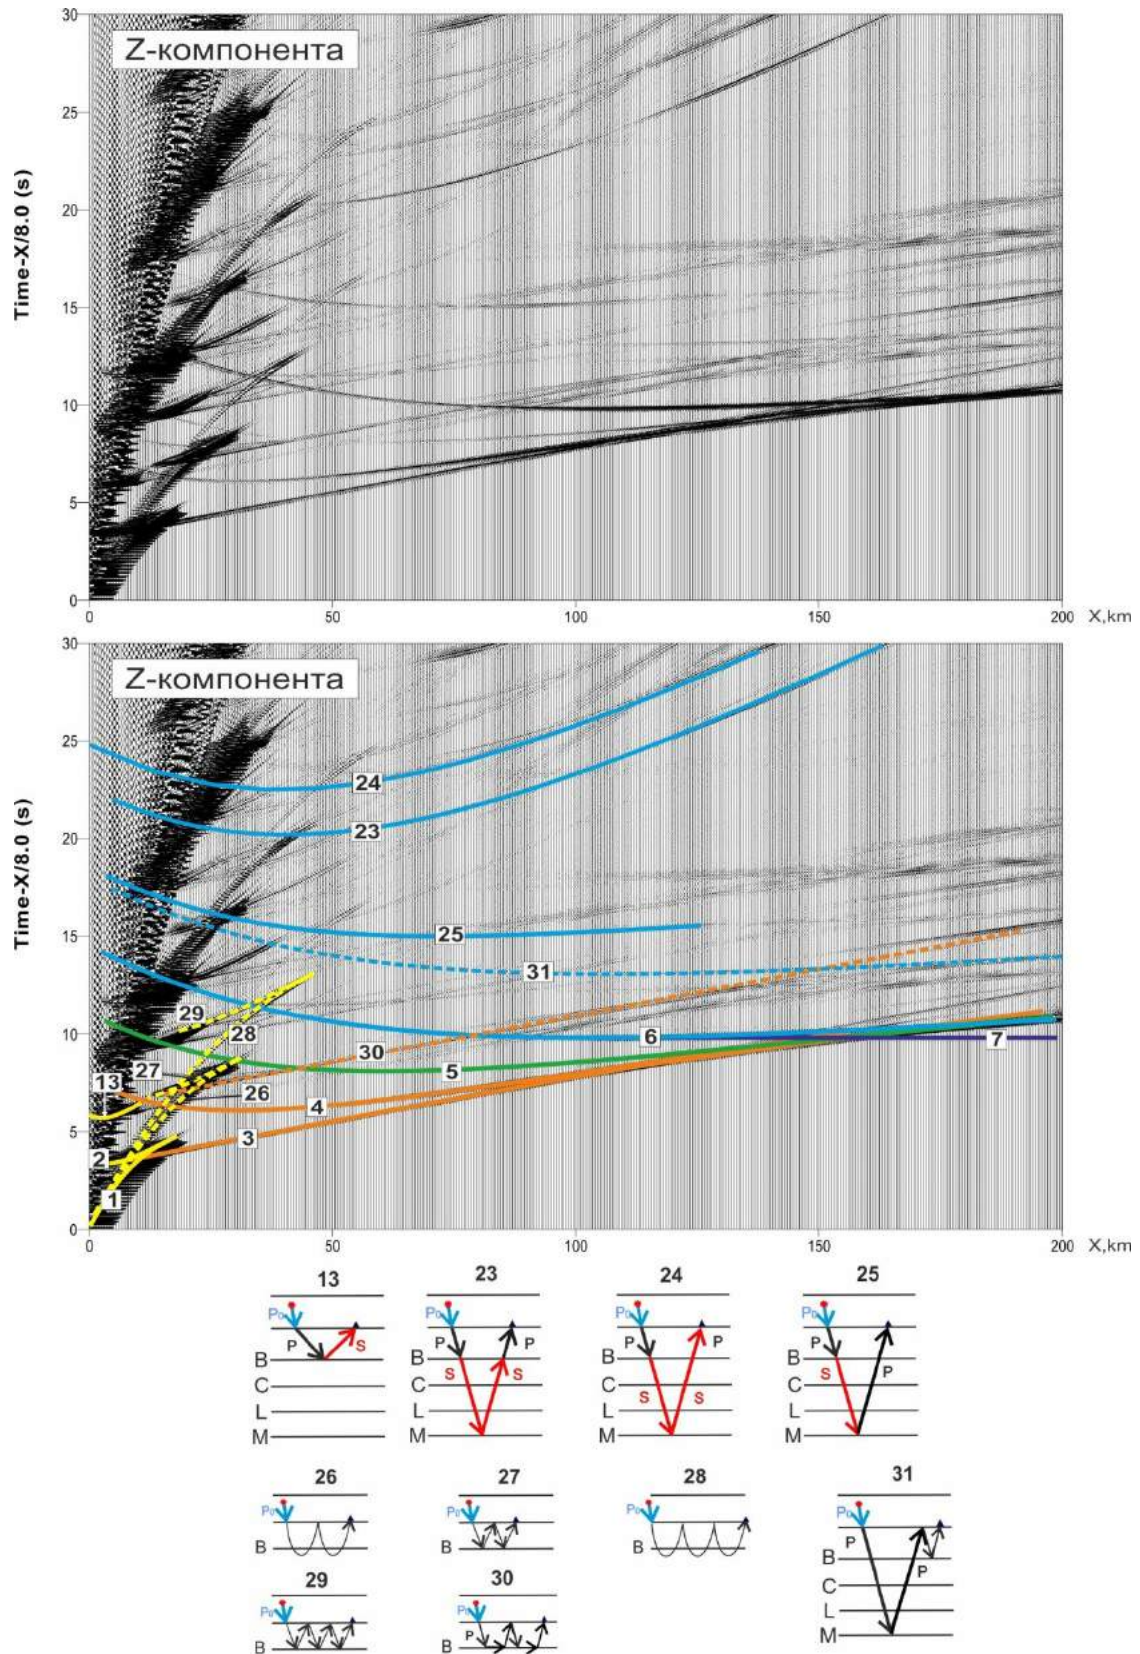 30
Z-компонента
25
20
Time-X/8.0 (s)
15
10
5
0
0 50 100 150 200 X,km
30
Z-компонента
25
24
23
20
Time-X/8.0 (s)
15
25
31
29
28
10
6
7
27
30
5
13
26
4
5
3
2
1
0
0 50 100 150 200 X,km
13 23 24 25
P₀ P₀ P₀ P₀
P S P P P P P
B B B B
S S S S S P
C C C C
L L L L
M M M M
26 27 28 31
P₀ P₀ P₀ P₀
P
B B B B
P
C
L
M
29 30
P₀ P₀
P
B B